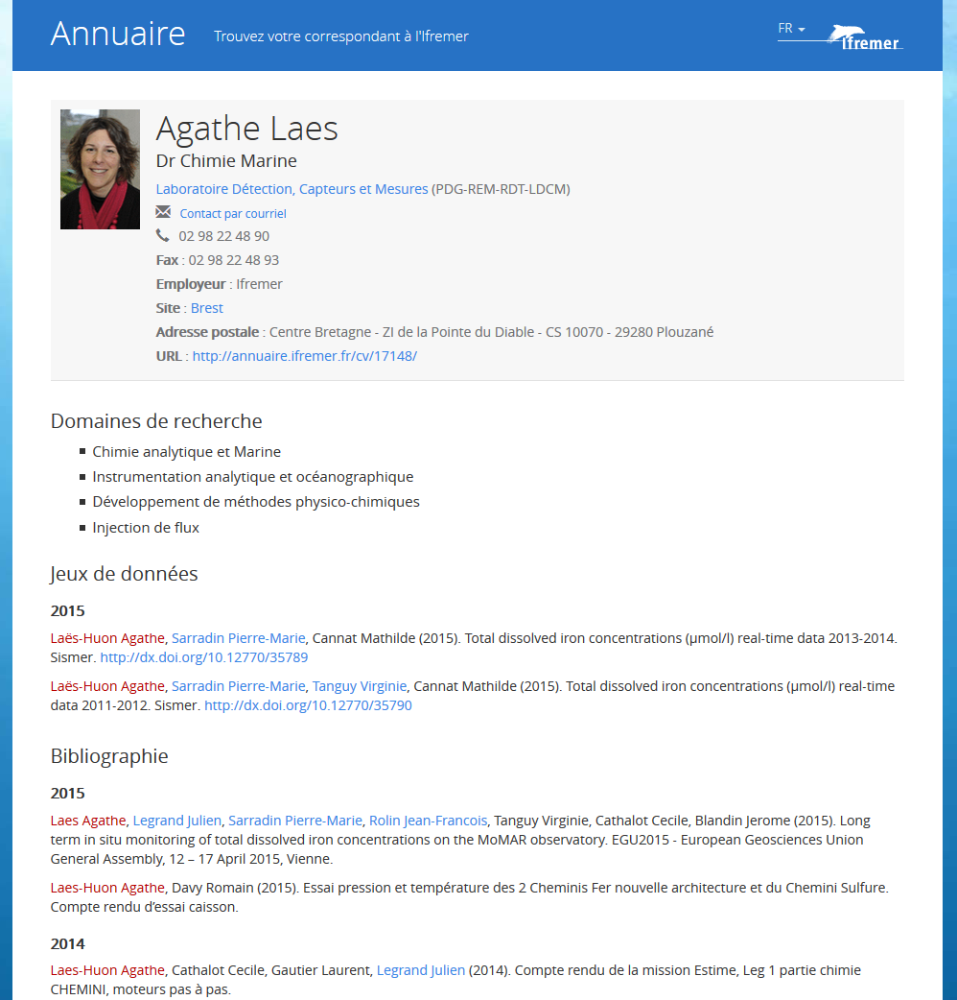 Annuaire
Trouvez votre correspondant à l'Ifremer
FR
Ifremer
Agathe Laes
Dr Chimie Marine
Laboratoire Détection, Capteurs et Mesures (PDG-REM-RDT-LDCM)
Contact par courriel
02 98 22 48 90
Fax : 02 98 22 48 93
Employeur : Ifremer
Site : Brest
Adresse postale : Centre Bretagne - ZI de la Pointe du Diable - CS 10070 - 29280 Plouzané
URL : http://annuaire.ifremer.fr/cv/17148/
Domaines de recherche
Chimie analytique et Marine
Instrumentation analytique et océanographique
Développement de méthodes physico-chimiques
Injection de flux
Jeux de données
2015
Laës-Huon Agathe, Sarradin Pierre-Marie, Cannat Mathilde (2015). Total dissolved iron concentrations (µmol/l) real-time data 2013-2014.
Sismer. http://dx.doi.org/10.12770/35789
Laës-Huon Agathe, Sarradin Pierre-Marie, Tanguy Virginie, Cannat Mathilde (2015). Total dissolved iron concentrations (µmol/l) real-time
data 2011-2012. Sismer. http://dx.doi.org/10.12770/35790
Bibliographie
2015
Laes Agathe, Legrand Julien, Sarradin Pierre-Marie, Rolin Jean-Francois, Tanguy Virginie, Cathalot Cecile, Blandin Jerome (2015). Long
term in situ monitoring of total dissolved iron concentrations on the MoMAR observatory. EGU2015 - European Geosciences Union
General Assembly, 12 – 17 April 2015, Vienne.
Laes-Huon Agathe, Davy Romain (2015). Essai pression et température des 2 Cheminis Fer nouvelle architecture et du Chemini Sulfure.
Compte rendu d’essai caisson.
2014
Laes-Huon Agathe, Cathalot Cecile, Gautier Laurent, Legrand Julien (2014). Compte rendu de la mission Estime, Leg 1 partie chimie
CHEMINI, moteurs pas à pas.